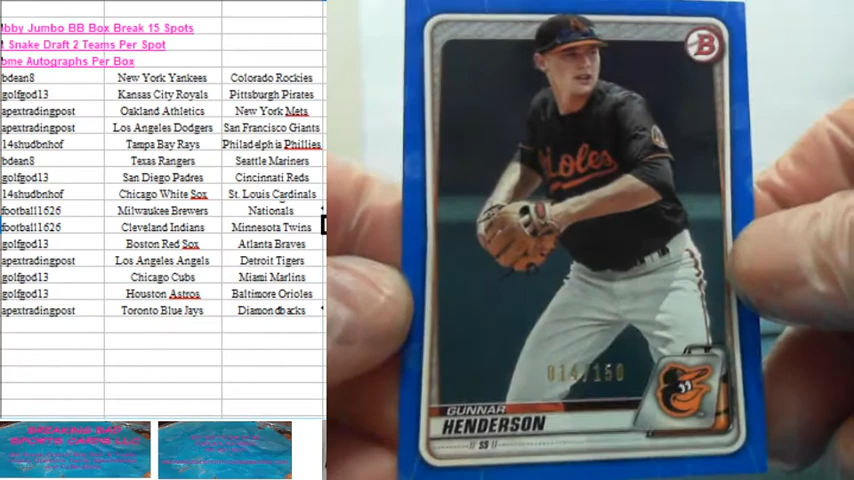 bby Jumbo BB Box Break 15 Spots
t Snake Draft 2 Teams Per Spot
ome Autographs Per Box
bdean8 New York Yankees Colorado Rockies
golfgod13 Kansas City Royals Pittsburgh Pirates
apextradingpost Oakland Athletics New York Mets
apextradingpost Los Angeles Dodgers San Francisco Giants
14shudbnhof Tampa Bay Rays Philadelphia Phillies
bdean8 Texas Rangers Seattle Mariners
golfgod13 San Diego Padres Cincinnati Reds
14shudbnhof Chicago White Sox St. Louis Cardinals
football1626 Milwaukee Brewers Nationals
football1626 Cleveland Indians Minnesota Twins
golfgod13 Boston Red Sox Atlanta Braves
apextradingpost Los Angeles Angels Detroit Tigers
golfgod13 Chicago Cubs Miami Marlins
golfgod13 Houston Astros Baltimore Orioles
apextradingpost Toronto Blue Jays Diamondbacks
SPORTS CARDS LLC
B
Orioles
014/150
GUNNAR
HENDERSON
SS